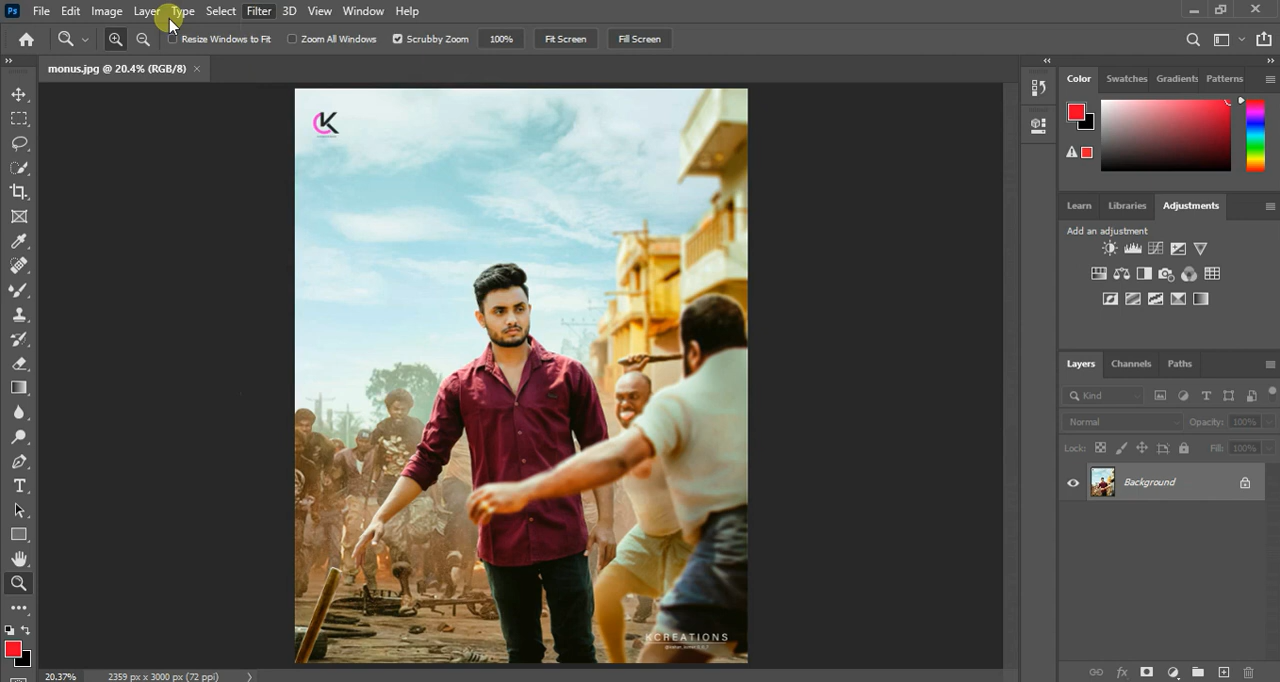 Ps File Edit Image Layer Type Select Filter 3D View Window Help
Resize Windows to Fit Zoom All Windows Scrubby Zoom 100% Fit Screen Fill Screen
monus.jpg @ 20.4% (RGB/8) ×
Color Swatches Gradients Patterns
CK
Learn Libraries Adjustments
Add an adjustment
Layers Channels Paths
Kind
Normal Opacity: 100%
Lock: Fill: 100%
Background
KCREATIONS
20.37% 2359 px x 3000 px (72 ppi)